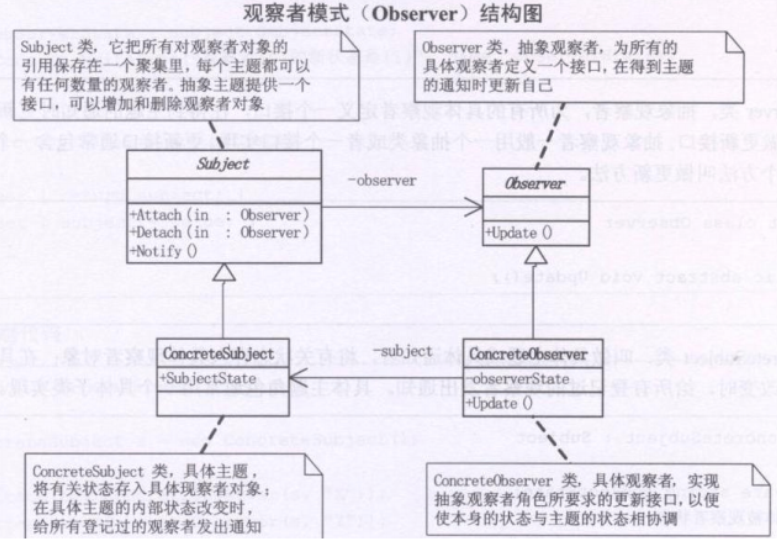 观察者模式（Observer）结构图
Subject 类，它把所有对观察者对象的
引用保存在一个聚集里，每个主题都可以
有任何数量的观察者。抽象主题提供一个
接口，可以增加和删除观察者对象
Observer 类，抽象观察者，为所有的
具体观察者定义一个接口，在得到主题
的通知时更新自己
Subject
+Attach(in : Observer)
+Detach(in : Observer)
+Notify()
-observer
Observer
+Update()
ConcreteSubject
+SubjectState
-subject
ConcreteObserver
-observerState
+Update()
ConcreteSubject 类，具体主题，
将有关状态存入具体现察者对象；
在具体主题的内部状态改变时，
给所有登记过的观察者发出通知
ConcreteObserver 类，具体观察者，实现
抽象观察者角色所要求的更新接口，以便
使本身的状态与主题的状态相协调